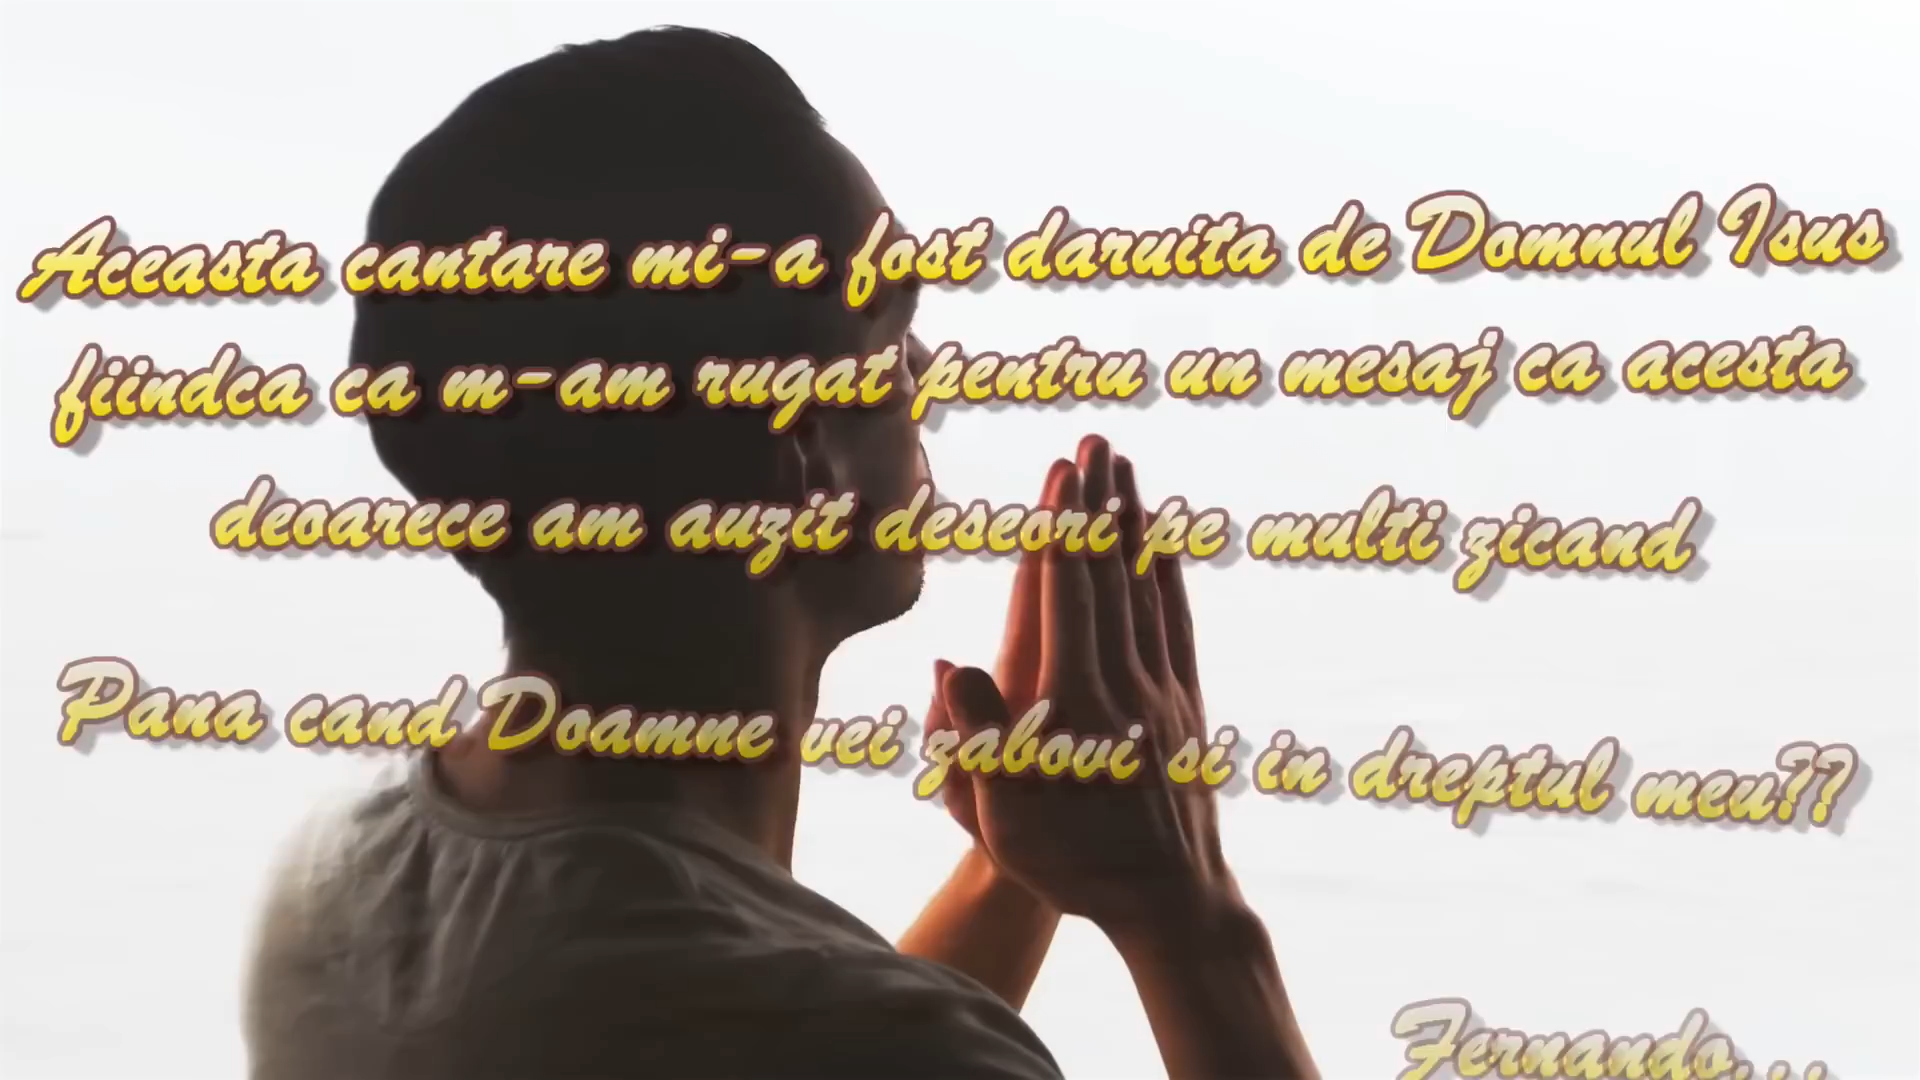 Aceasta cantare mi-a fost daruita de Domnul Isus
fiindca ca m-am rugat pentru un mesaj ca acesta
deoarece am auzit deseori pe multi zicand
Pana cand Doamne vei zabovi si in dreptul meu??
Fernando...